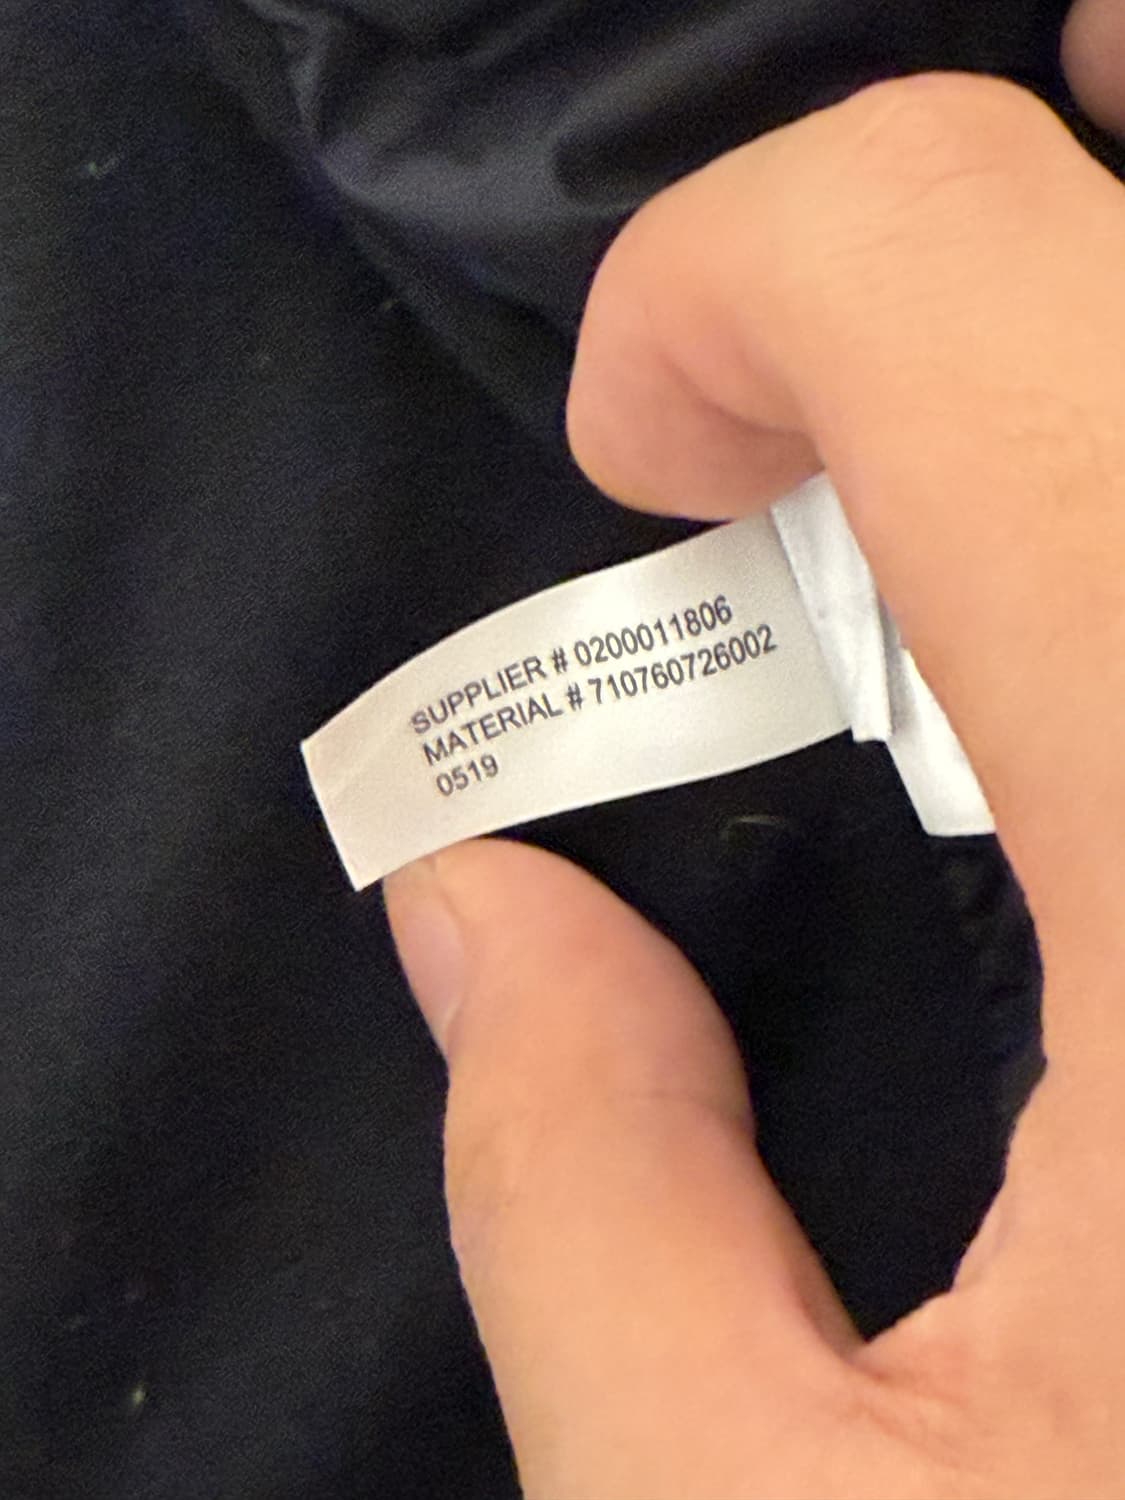 SUPPLIER # 0200011806
MATERIAL # 710760726002
0519